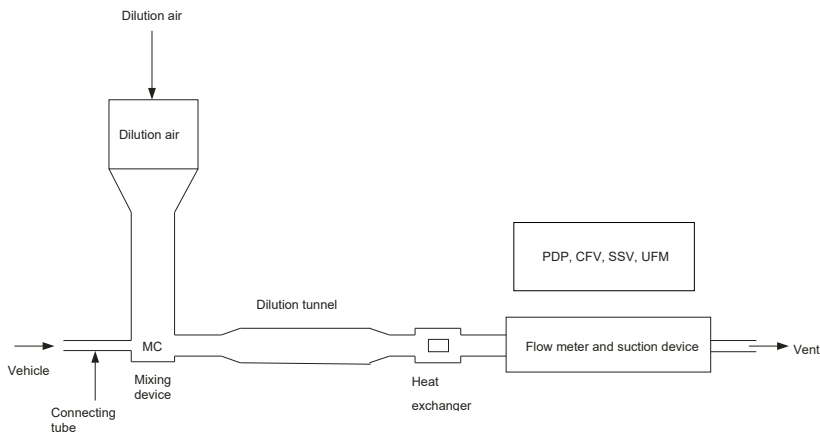 Dilution air
Dilution air
PDP, CFV, SSV, UFM
Dilution tunnel
MC
Flow meter and suction device
Vent
Vehicle
Mixing
device
Heat
exchanger
Connecting
tube